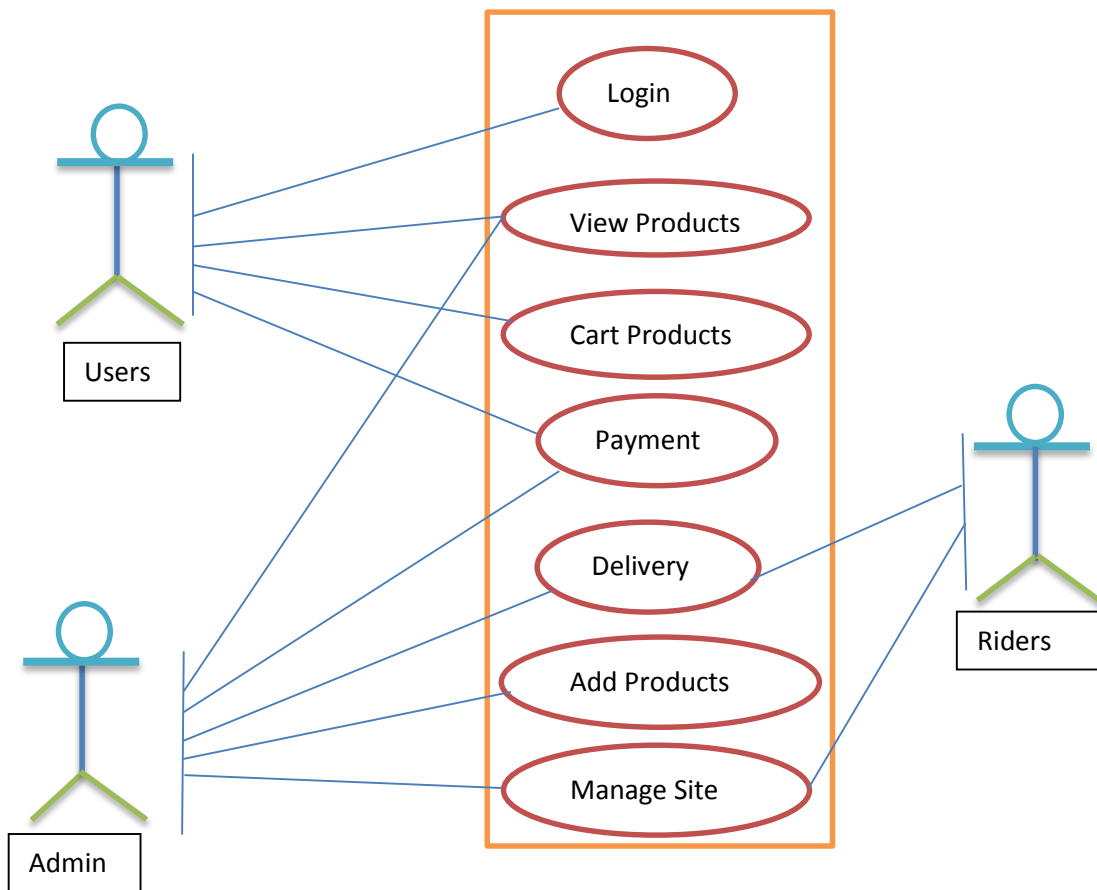 Login
View Products
Cart Products
Users
Payment
Delivery
Riders
Add Products
Manage Site
Admin